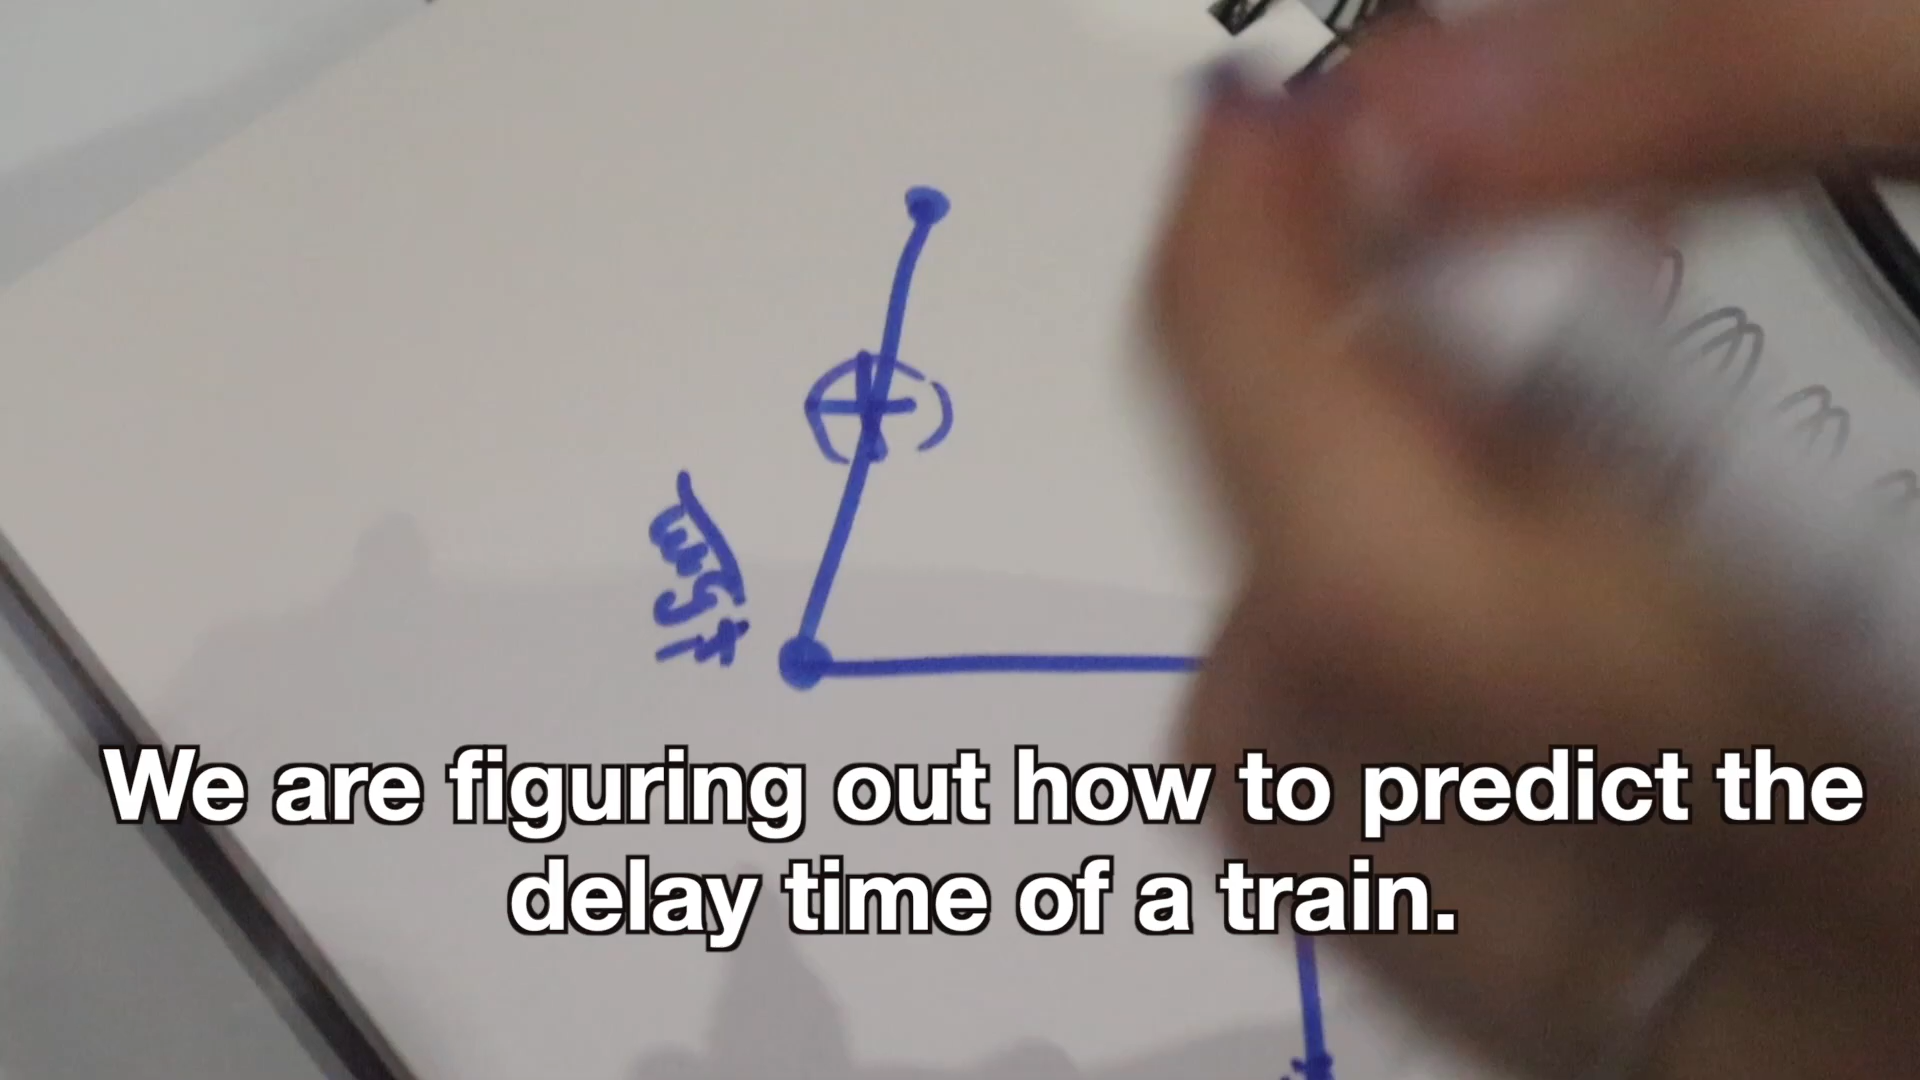 We are figuring out how to predict the
delay time of a train.